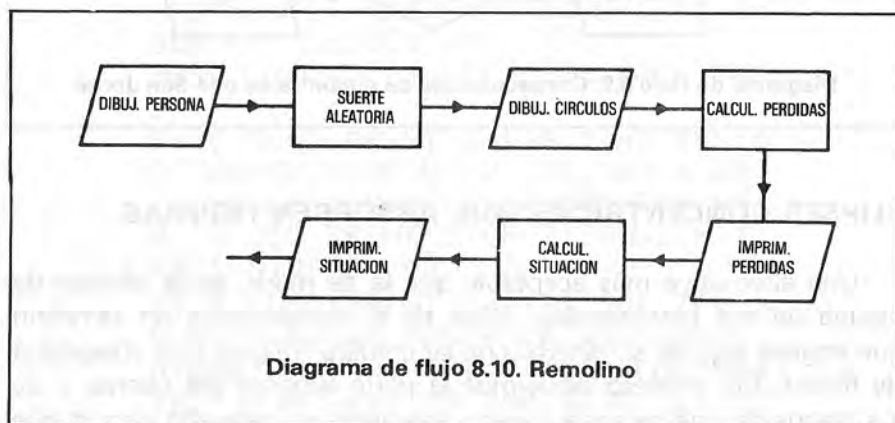 DIBUJ. PERSONA
SUERTE
ALEATORIA
DIBUJ. CIRCULOS
CALCUL. PERDIDAS
IMPRIM.
PERDIDAS
CALCUL.
SITUACION
IMPRIM.
SITUACION
Diagrama de flujo 8.10. Remolino